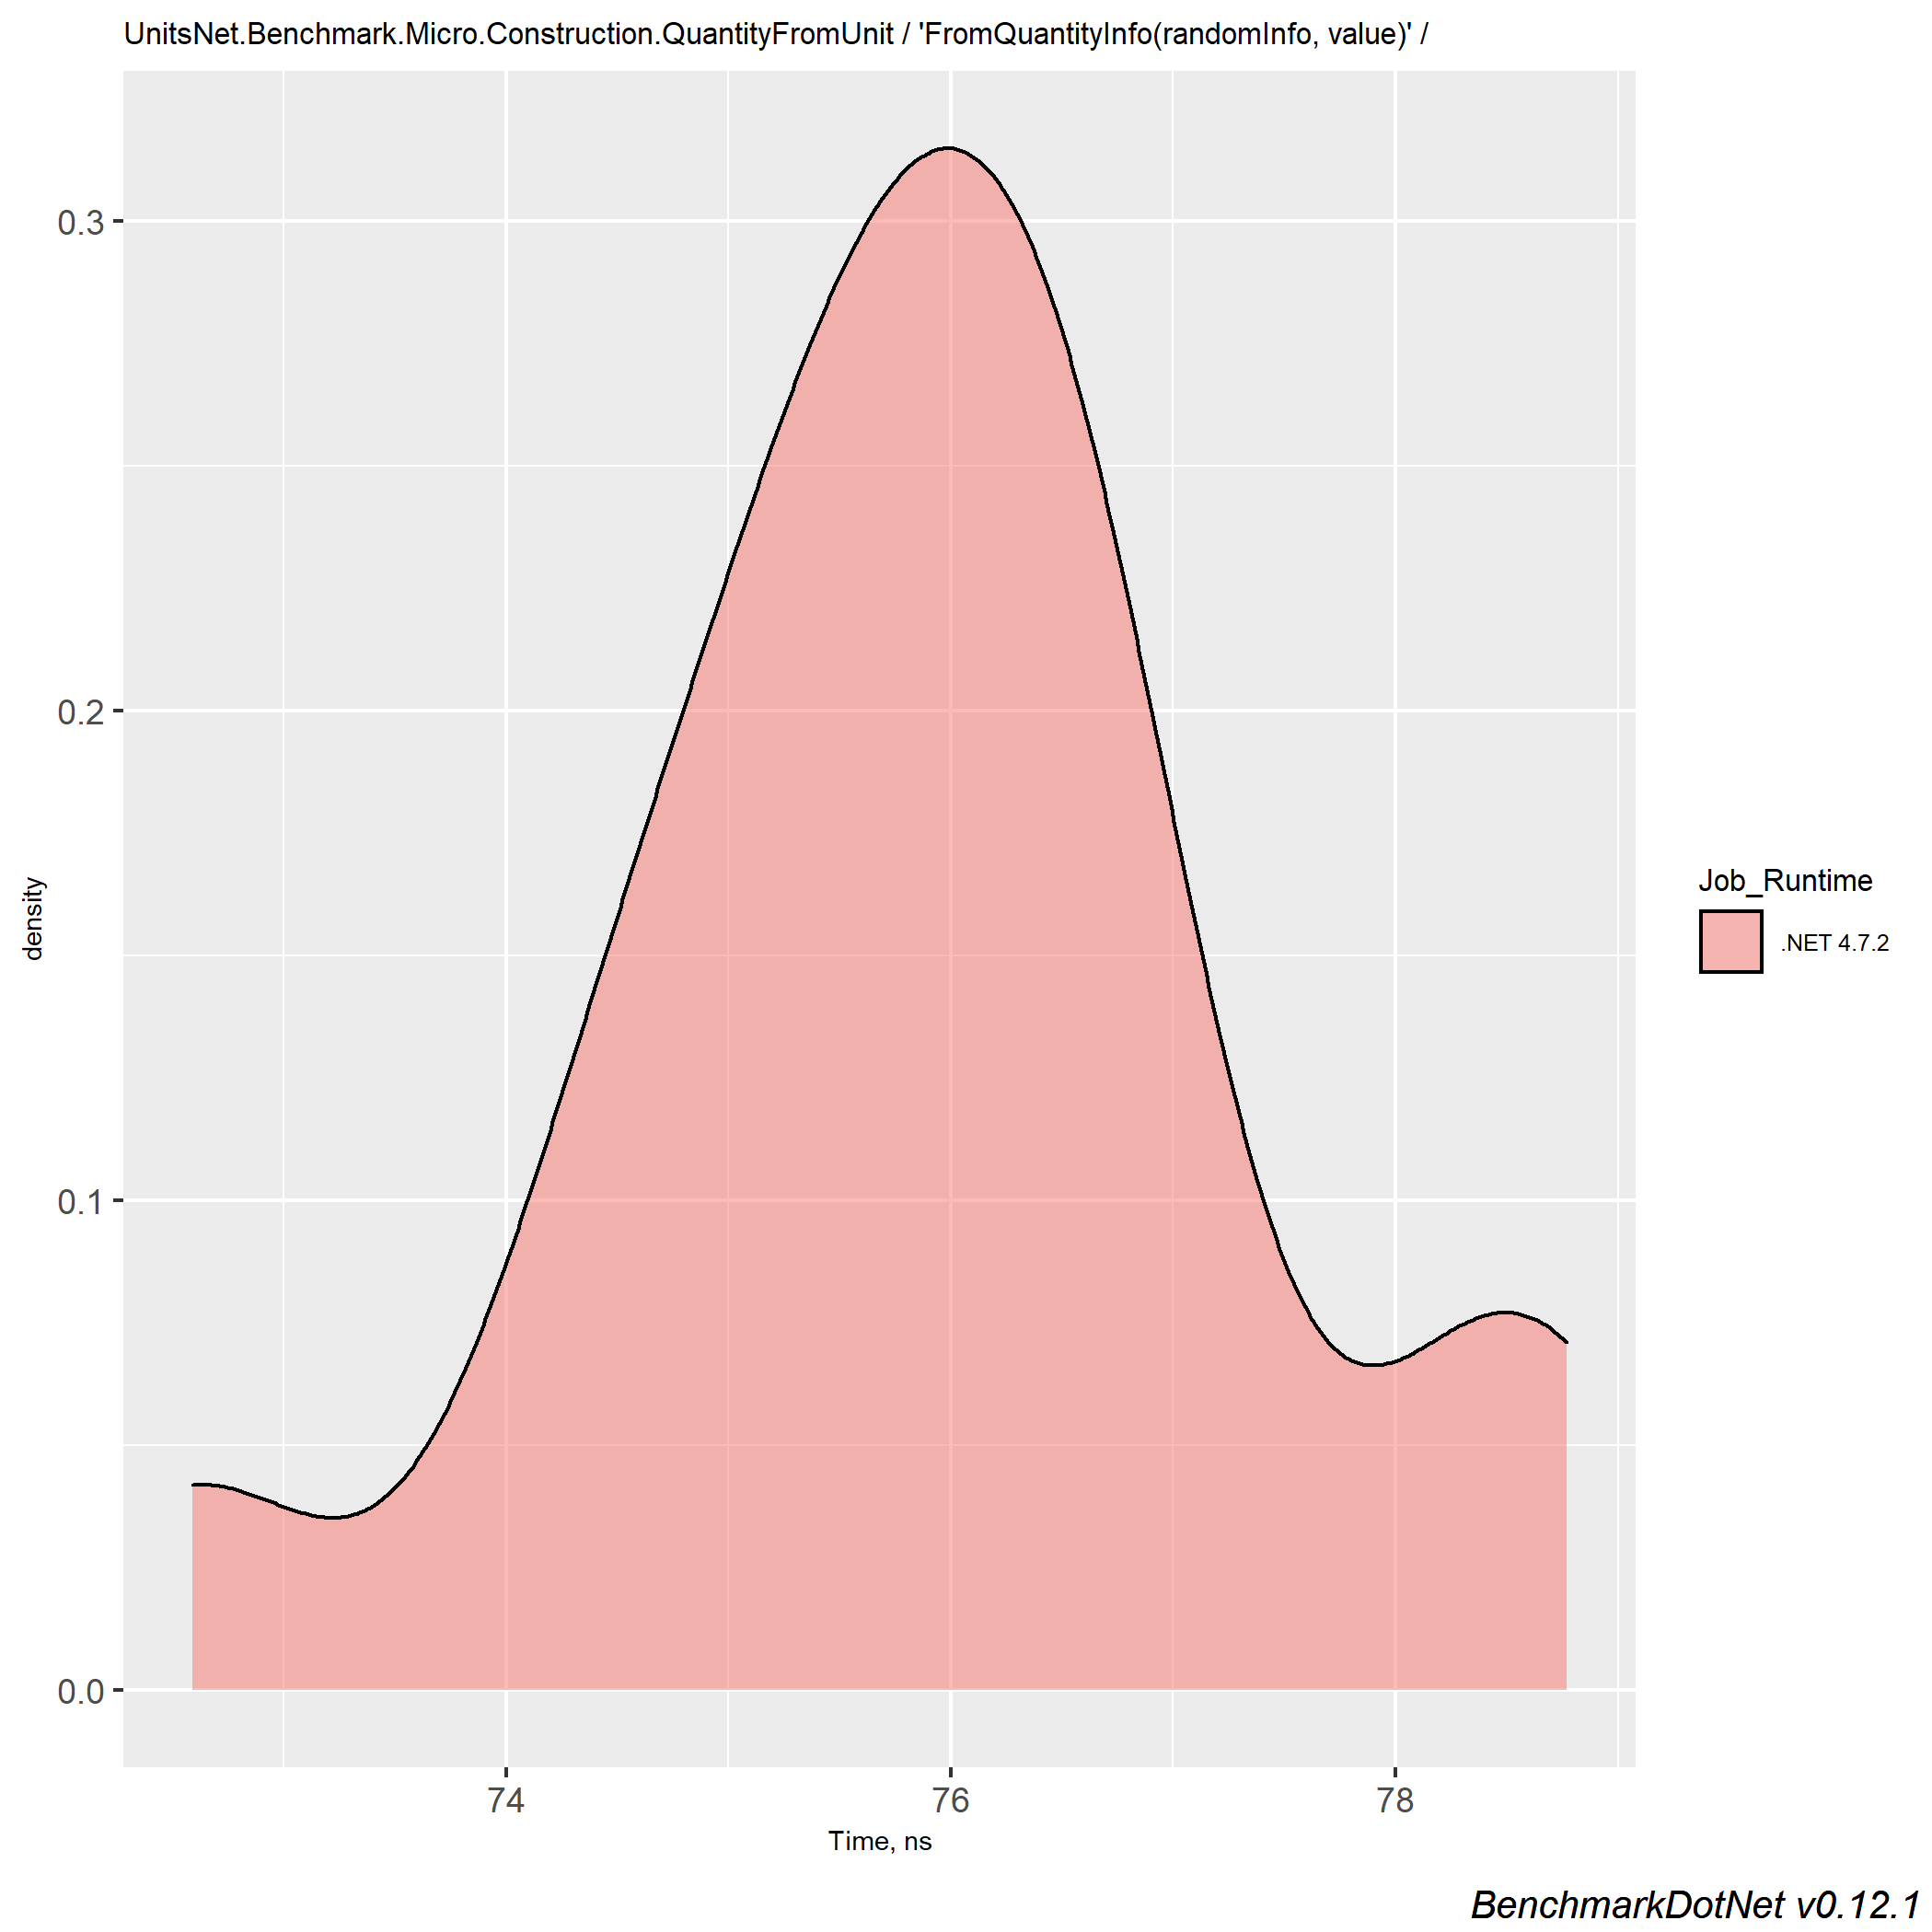 UnitsNet.Benchmark.Micro.Construction.QuantityFromUnit / 'FromQuantityInfo(randomInfo, value)' /
0.3
0.2
0.1
0.0
density
74 76 78
Time, ns
Job_Runtime
.NET 4.7.2
BenchmarkDotNet v0.12.1